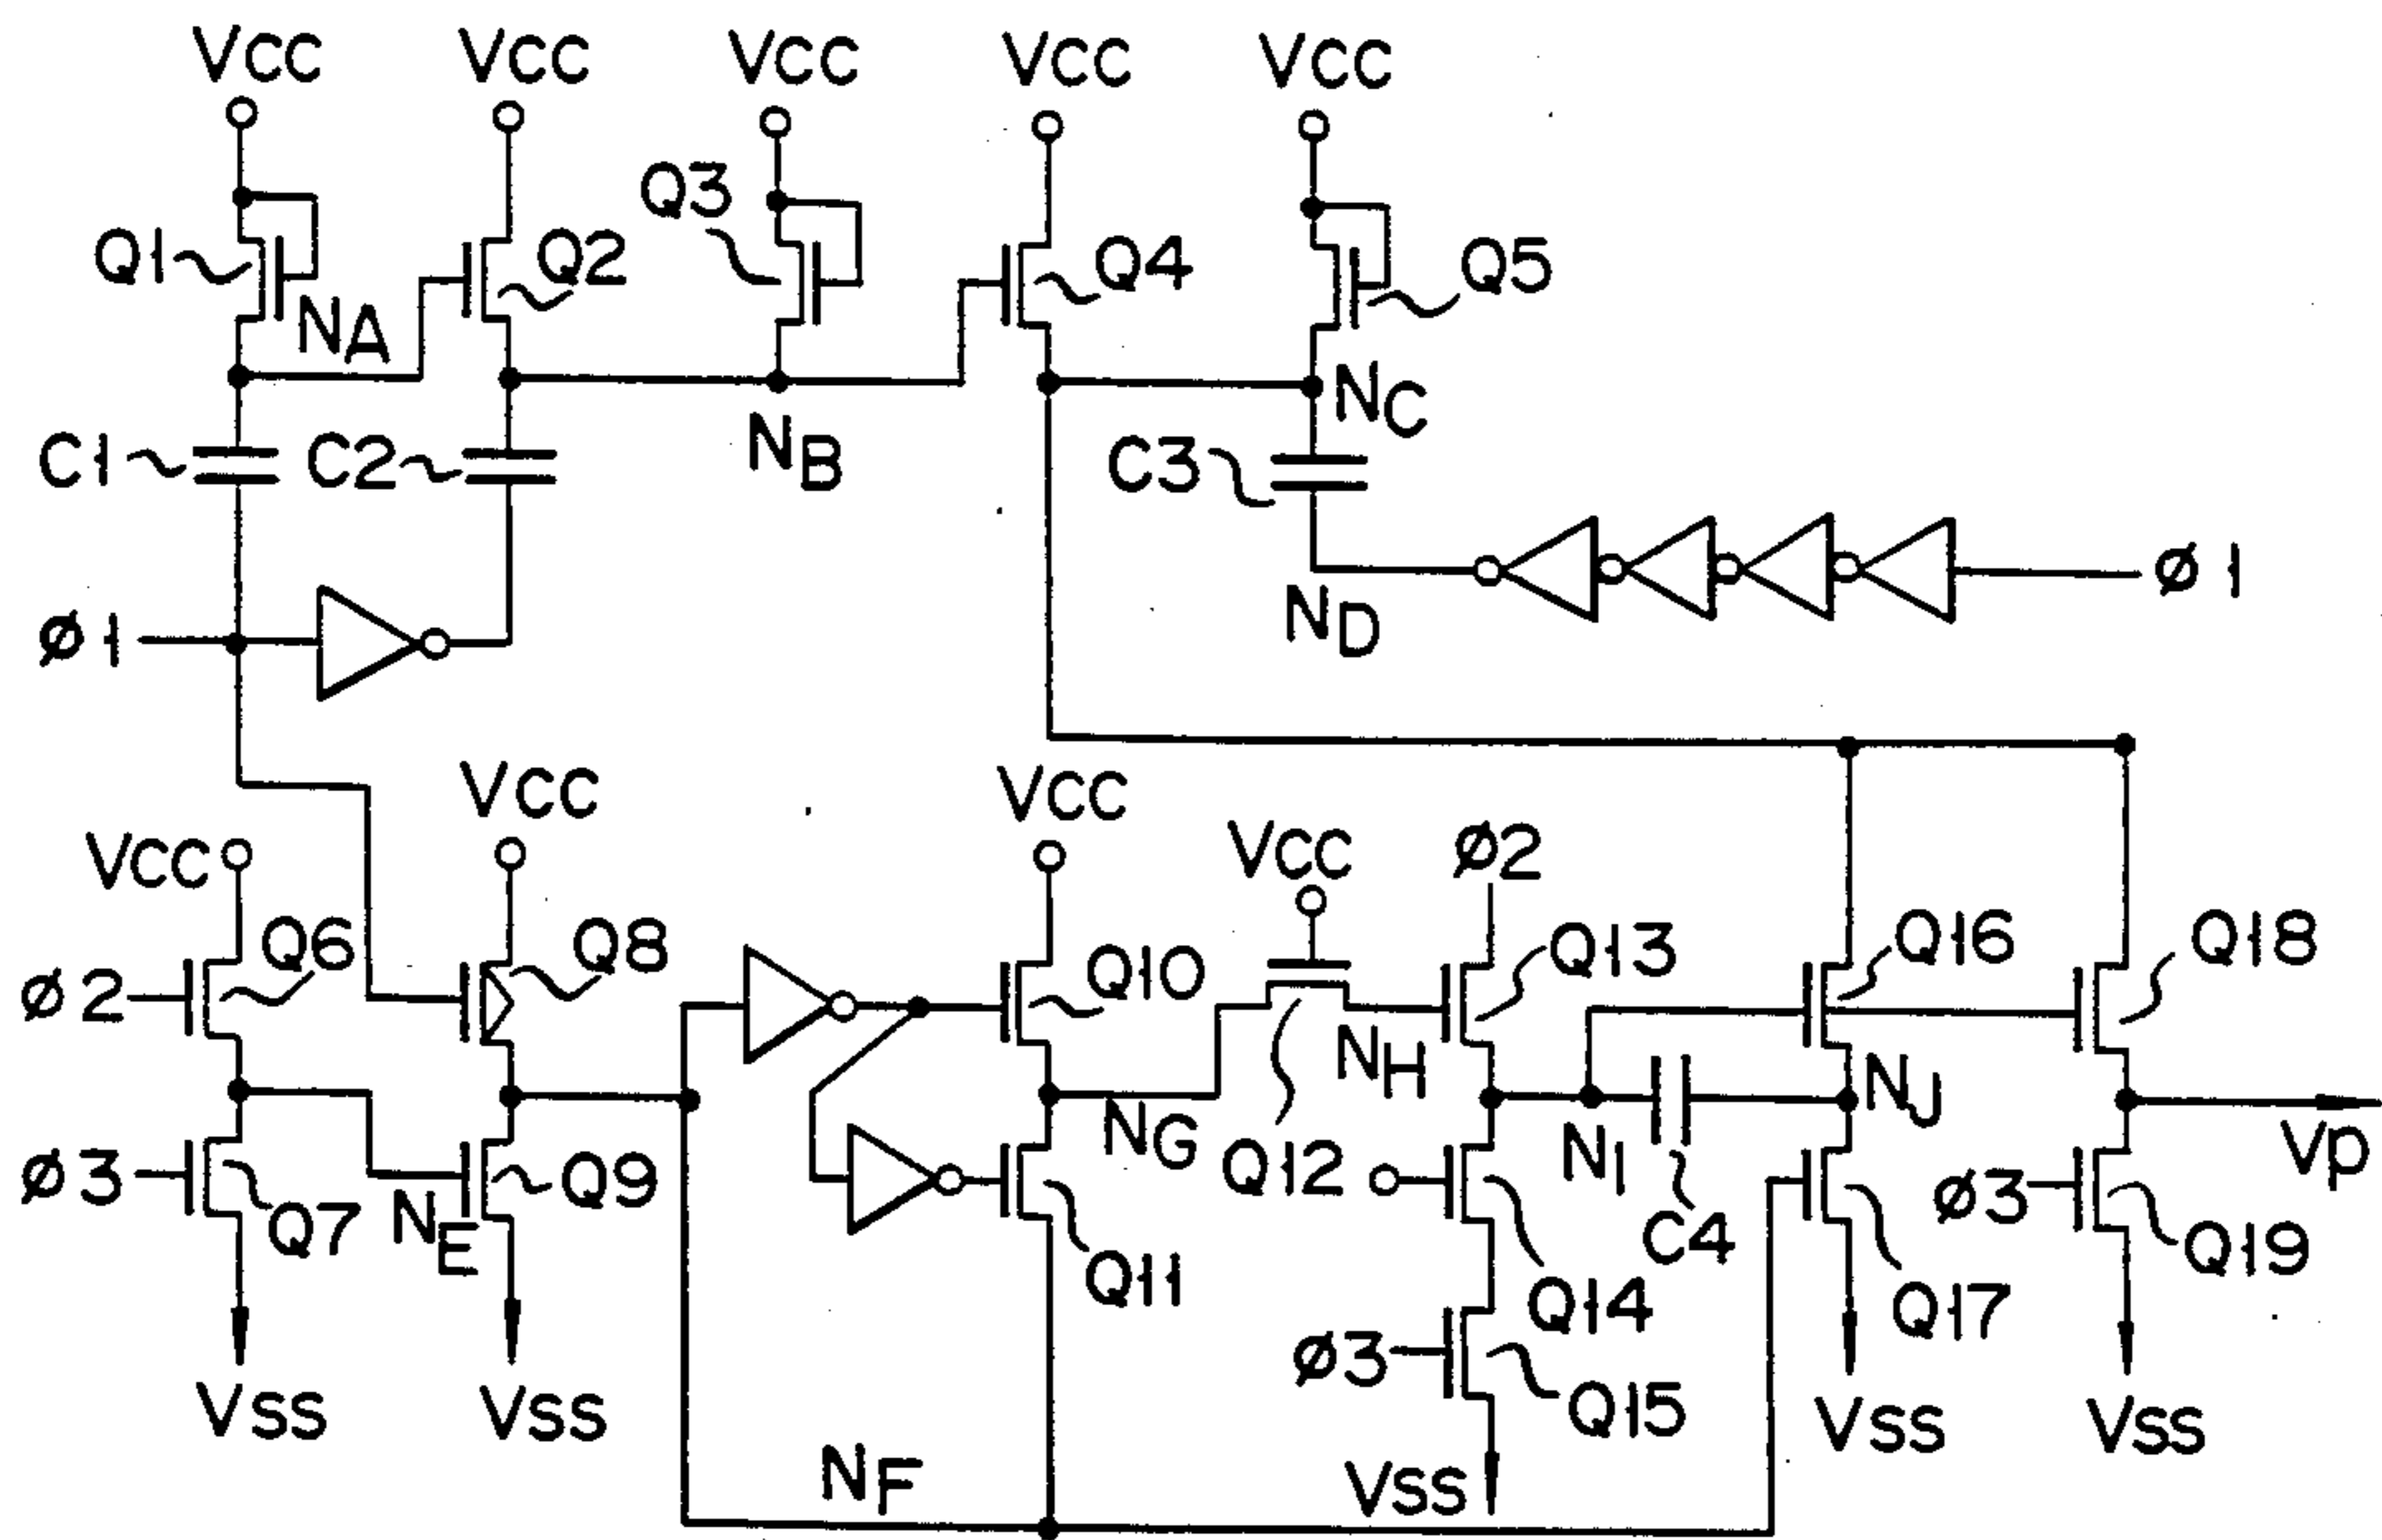 VCC VCC VCC VCC VCC
Q1 Q2 Q3 Q4 Q5
NA NB NC
C1 C2 C3
ND
ø1 ø1
VCC VCC VCC VCC ø2
ø2 Q6 Q8 Q10 Q13 Q16 Q18
NH NJ
ø3 Q7 NE Q9 NG Q12 NI C4 ø3 VP
Q11 Q14 Q17 Q19
ø3 Q15
VSS VSS VSS VSS
NF VSS